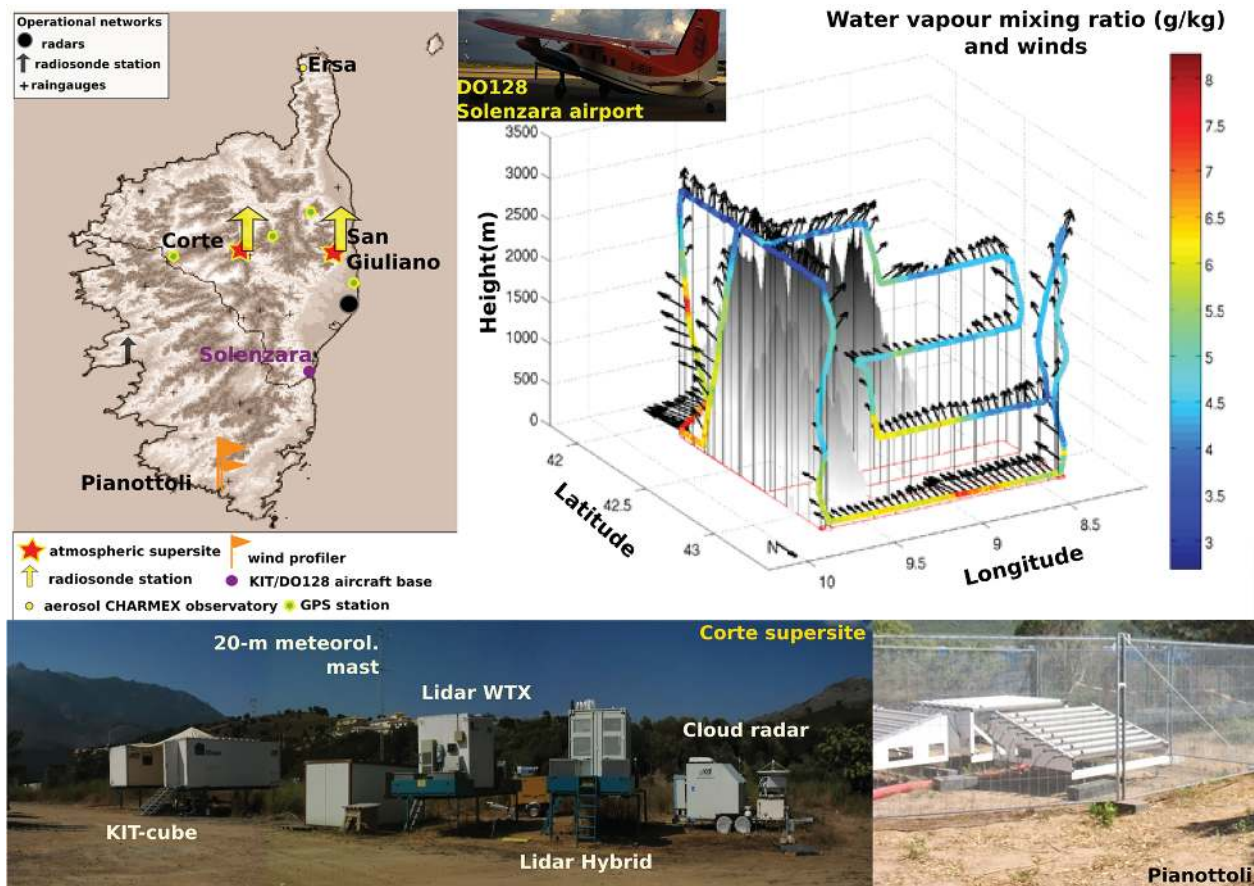 Operational networks
radars
radiosonde station
+ raingauges
Ersa
Corte
San
Giuliano
Solenzara
Pianottoli
atmospheric supersite
wind profiler
radiosonde station
KIT/DO128 aircraft base
aerosol CHARMEX observatory
GPS station
DO128
Solenzara airport
Water vapour mixing ratio (g/kg)
and winds
Height(m)
3500
3000
2500
2000
1500
1000
500
0
42
42.5
43
Latitude
N
10
9.5
9
8.5
Longitude
8
7.5
7
6.5
6
5.5
5
4.5
4
3.5
3
20-m meteorol.
mast
Corte supersite
Lidar WTX
Cloud radar
KIT-cube
Lidar Hybrid
Pianottoli